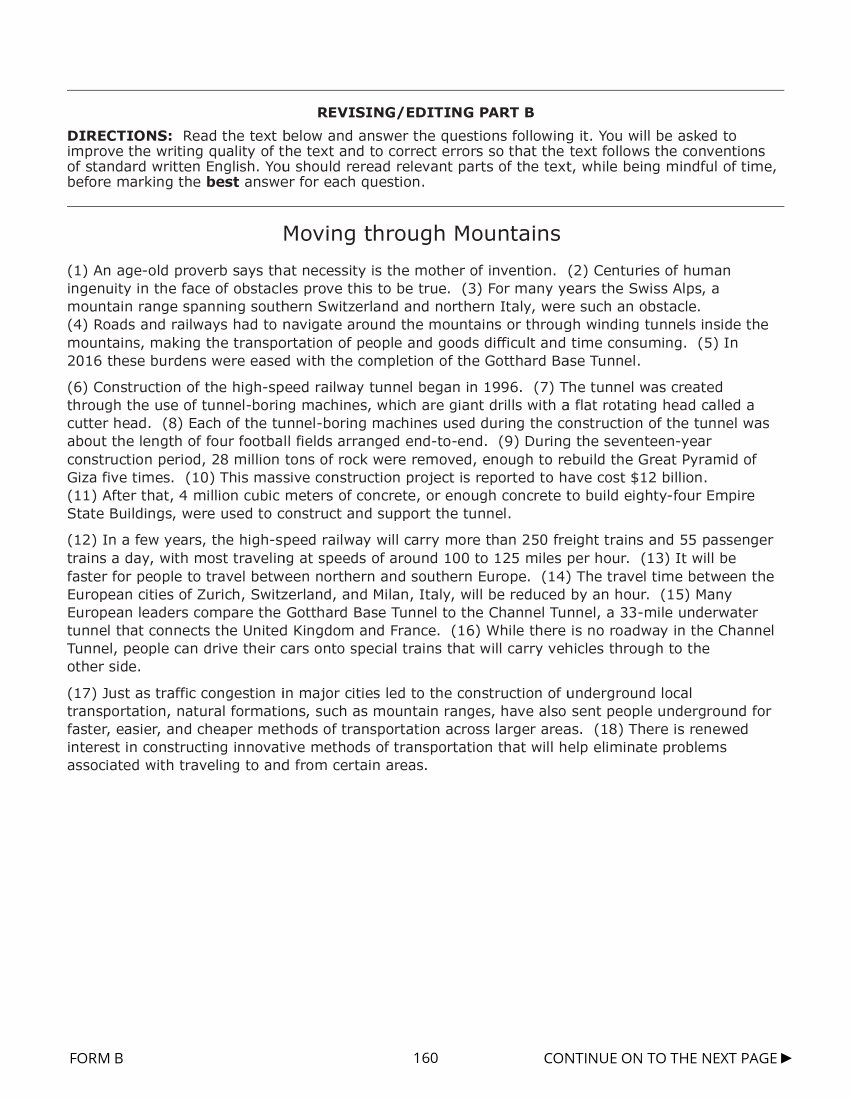 REVISING/EDITING PART B
DIRECTIONS: Read the text below and answer the questions following it. You will be asked to
improve the writing quality of the text and to correct errors so that the text follows the conventions
of standard written English. You should reread relevant parts of the text, while being mindful of time,
before marking the best answer for each question.
Moving through Mountains
(1) An age-old proverb says that necessity is the mother of invention. (2) Centuries of human
ingenuity in the face of obstacles prove this to be true. (3) For many years the Swiss Alps, a
mountain range spanning southern Switzerland and northern Italy, were such an obstacle.
(4) Roads and railways had to navigate around the mountains or through winding tunnels inside the
mountains, making the transportation of people and goods difficult and time consuming. (5) In
2016 these burdens were eased with the completion of the Gotthard Base Tunnel.
(6) Construction of the high-speed railway tunnel began in 1996. (7) The tunnel was created
through the use of tunnel-boring machines, which are giant drills with a flat rotating head called a
cutter head. (8) Each of the tunnel-boring machines used during the construction of the tunnel was
about the length of four football fields arranged end-to-end. (9) During the seventeen-year
construction period, 28 million tons of rock were removed, enough to rebuild the Great Pyramid of
Giza five times. (10) This massive construction project is reported to have cost $12 billion.
(11) After that, 4 million cubic meters of concrete, or enough concrete to build eighty-four Empire
State Buildings, were used to construct and support the tunnel.
(12) In a few years, the high-speed railway will carry more than 250 freight trains and 55 passenger
trains a day, with most traveling at speeds of around 100 to 125 miles per hour. (13) It will be
faster for people to travel between northern and southern Europe. (14) The travel time between the
European cities of Zurich, Switzerland, and Milan, Italy, will be reduced by an hour. (15) Many
European leaders compare the Gotthard Base Tunnel to the Channel Tunnel, a 33-mile underwater
tunnel that connects the United Kingdom and France. (16) While there is no roadway in the Channel
Tunnel, people can drive their cars onto special trains that will carry vehicles through to the
other side.
(17) Just as traffic congestion in major cities led to the construction of underground local
transportation, natural formations, such as mountain ranges, have also sent people underground for
faster, easier, and cheaper methods of transportation across larger areas. (18) There is renewed
interest in constructing innovative methods of transportation that will help eliminate problems
associated with traveling to and from certain areas.
FORM B 160 CONTINUE ON TO THE NEXT PAGE ►